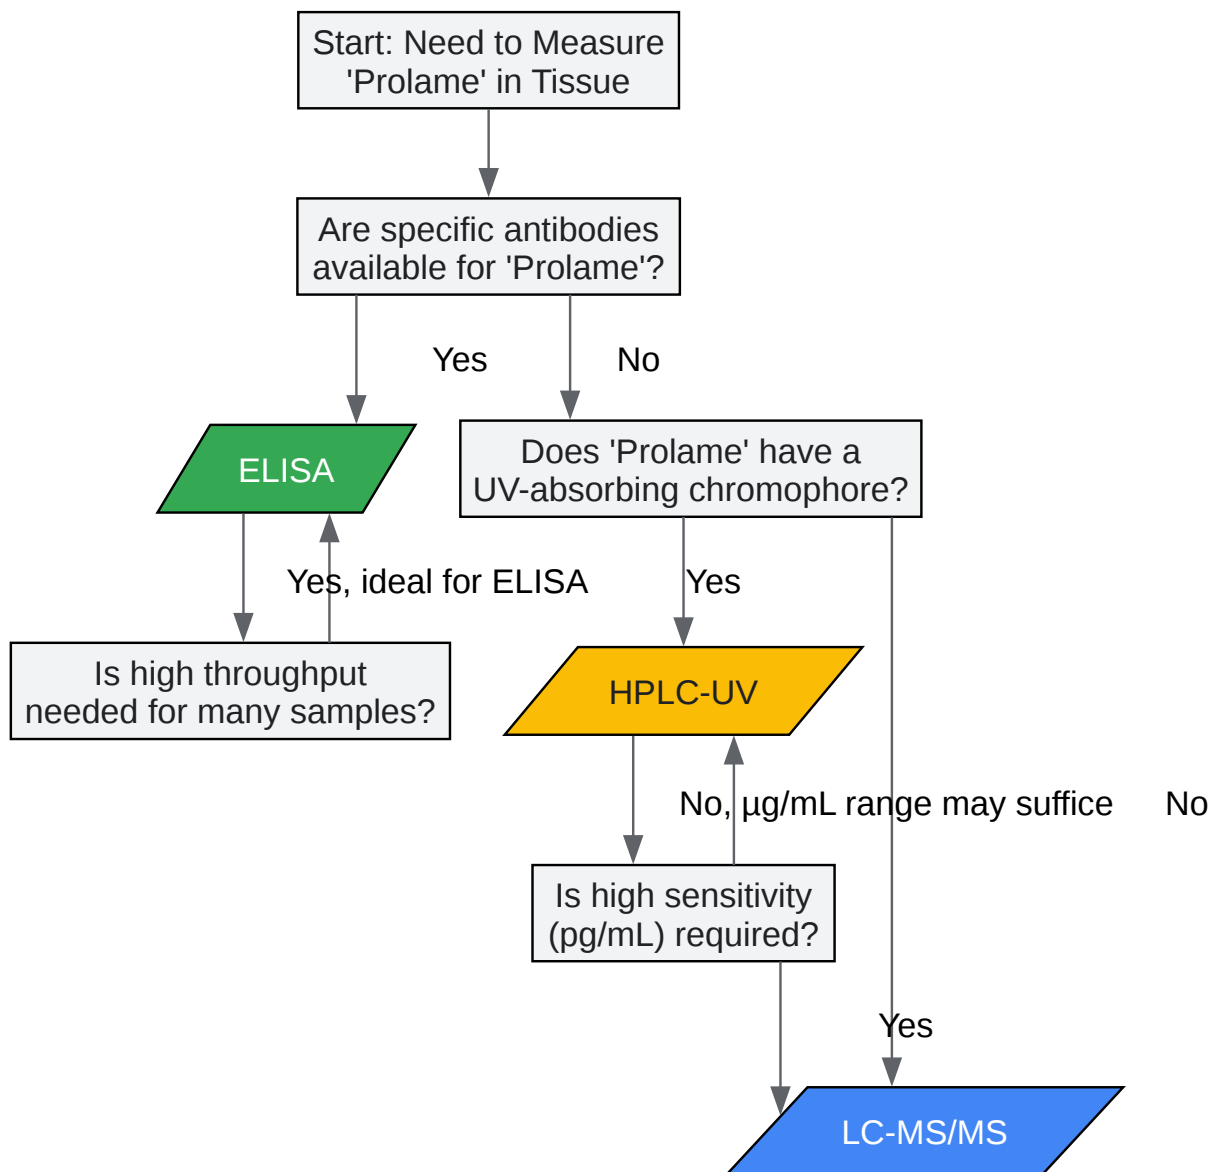 Start: Need to Measure
'Prolame' in Tissue
Are specific antibodies
available for 'Prolame'?
Yes
No
ELISA
Does 'Prolame' have a
UV-absorbing chromophore?
Yes, ideal for ELISA
Yes
Is high throughput
needed for many samples?
HPLC-UV
No, µg/mL range may suffice
No
Is high sensitivity
(pg/mL) required?
Yes
LC-MS/MS